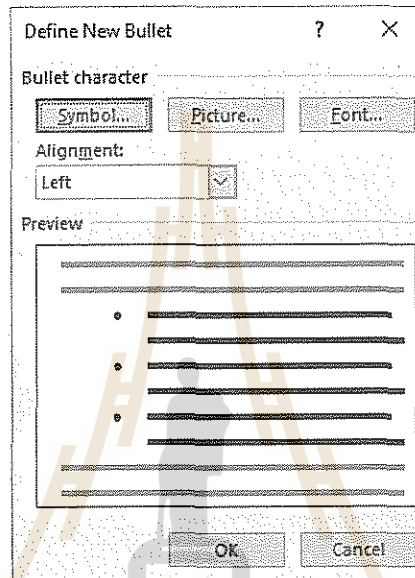 Define New Bullet ? ×
Bullet character
Symbol... Picture... Font...
Alignment:
Left
Preview
OK Cancel